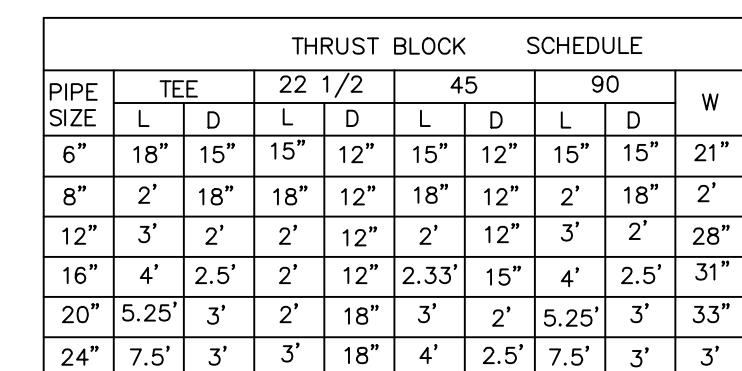 THRUST BLOCK SCHEDULE
PIPE SIZE TEE 22 1/2 45 90 W
L D L D L D L D
6" 18" 15" 15" 12" 15" 12" 15" 15" 21"
8" 2' 18" 18" 12" 18" 12" 2' 18" 2'
12" 3' 2' 2' 12" 2' 12" 3' 2' 28"
16" 4' 2.5' 2' 12" 2.33' 15" 4' 2.5' 31"
20" 5.25' 3' 2' 18" 3' 2' 5.25' 3' 33"
24" 7.5' 3' 3' 18" 4' 2.5' 7.5' 3' 3'